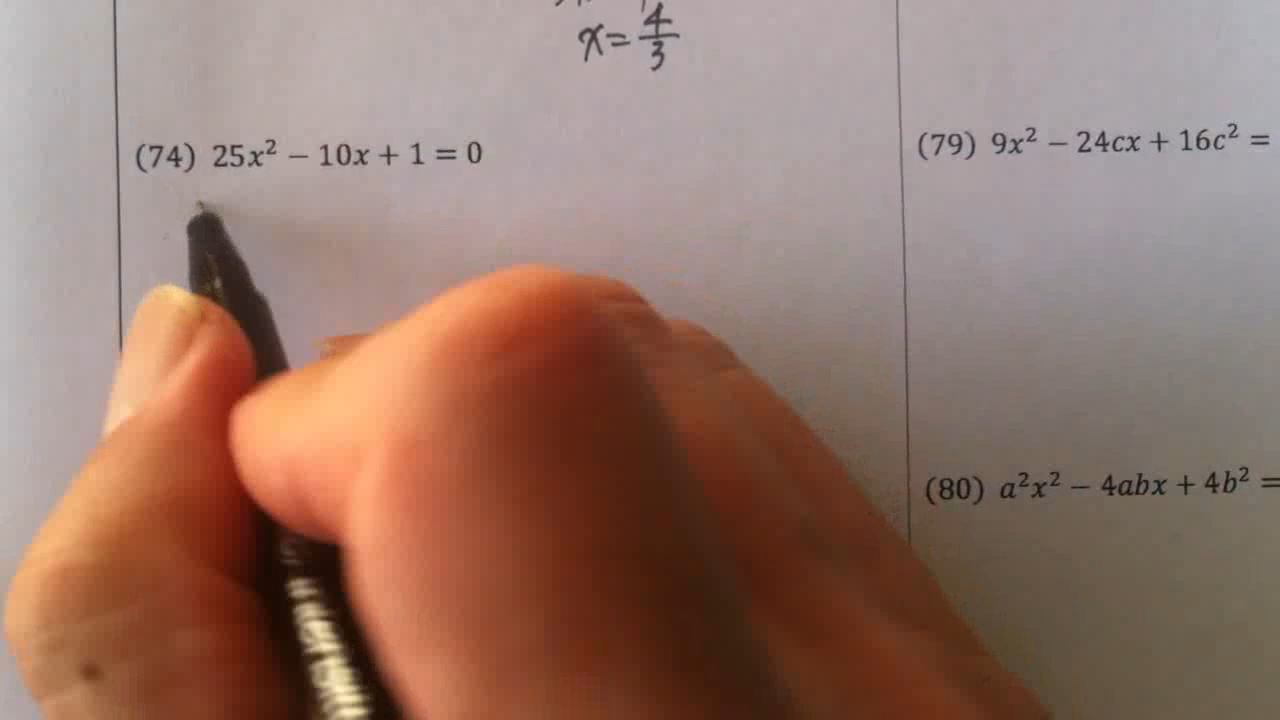 x = 4/3
(74) 25x² − 10x + 1 = 0
(79) 9x² − 24cx + 16c² =
(80) a²x² − 4abx + 4b² =